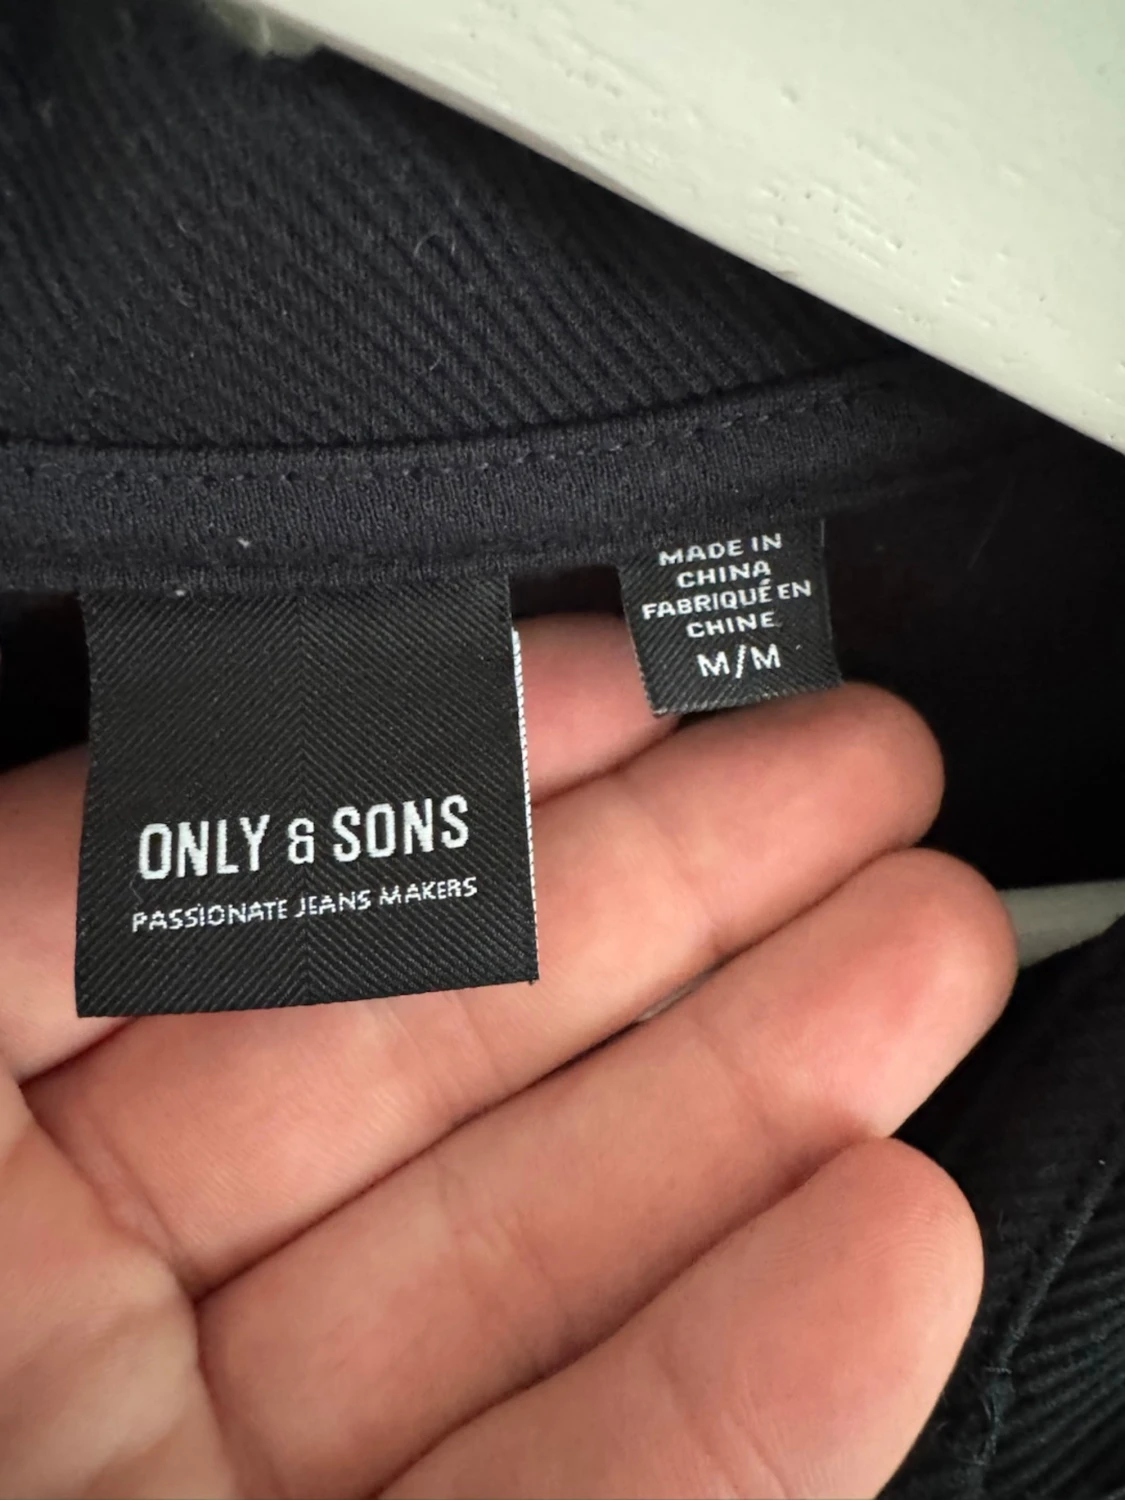 ONLY & SONS
PASSIONATE JEANS MAKERS
MADE IN
CHINA
FABRIQUÉ EN
CHINE
M/M